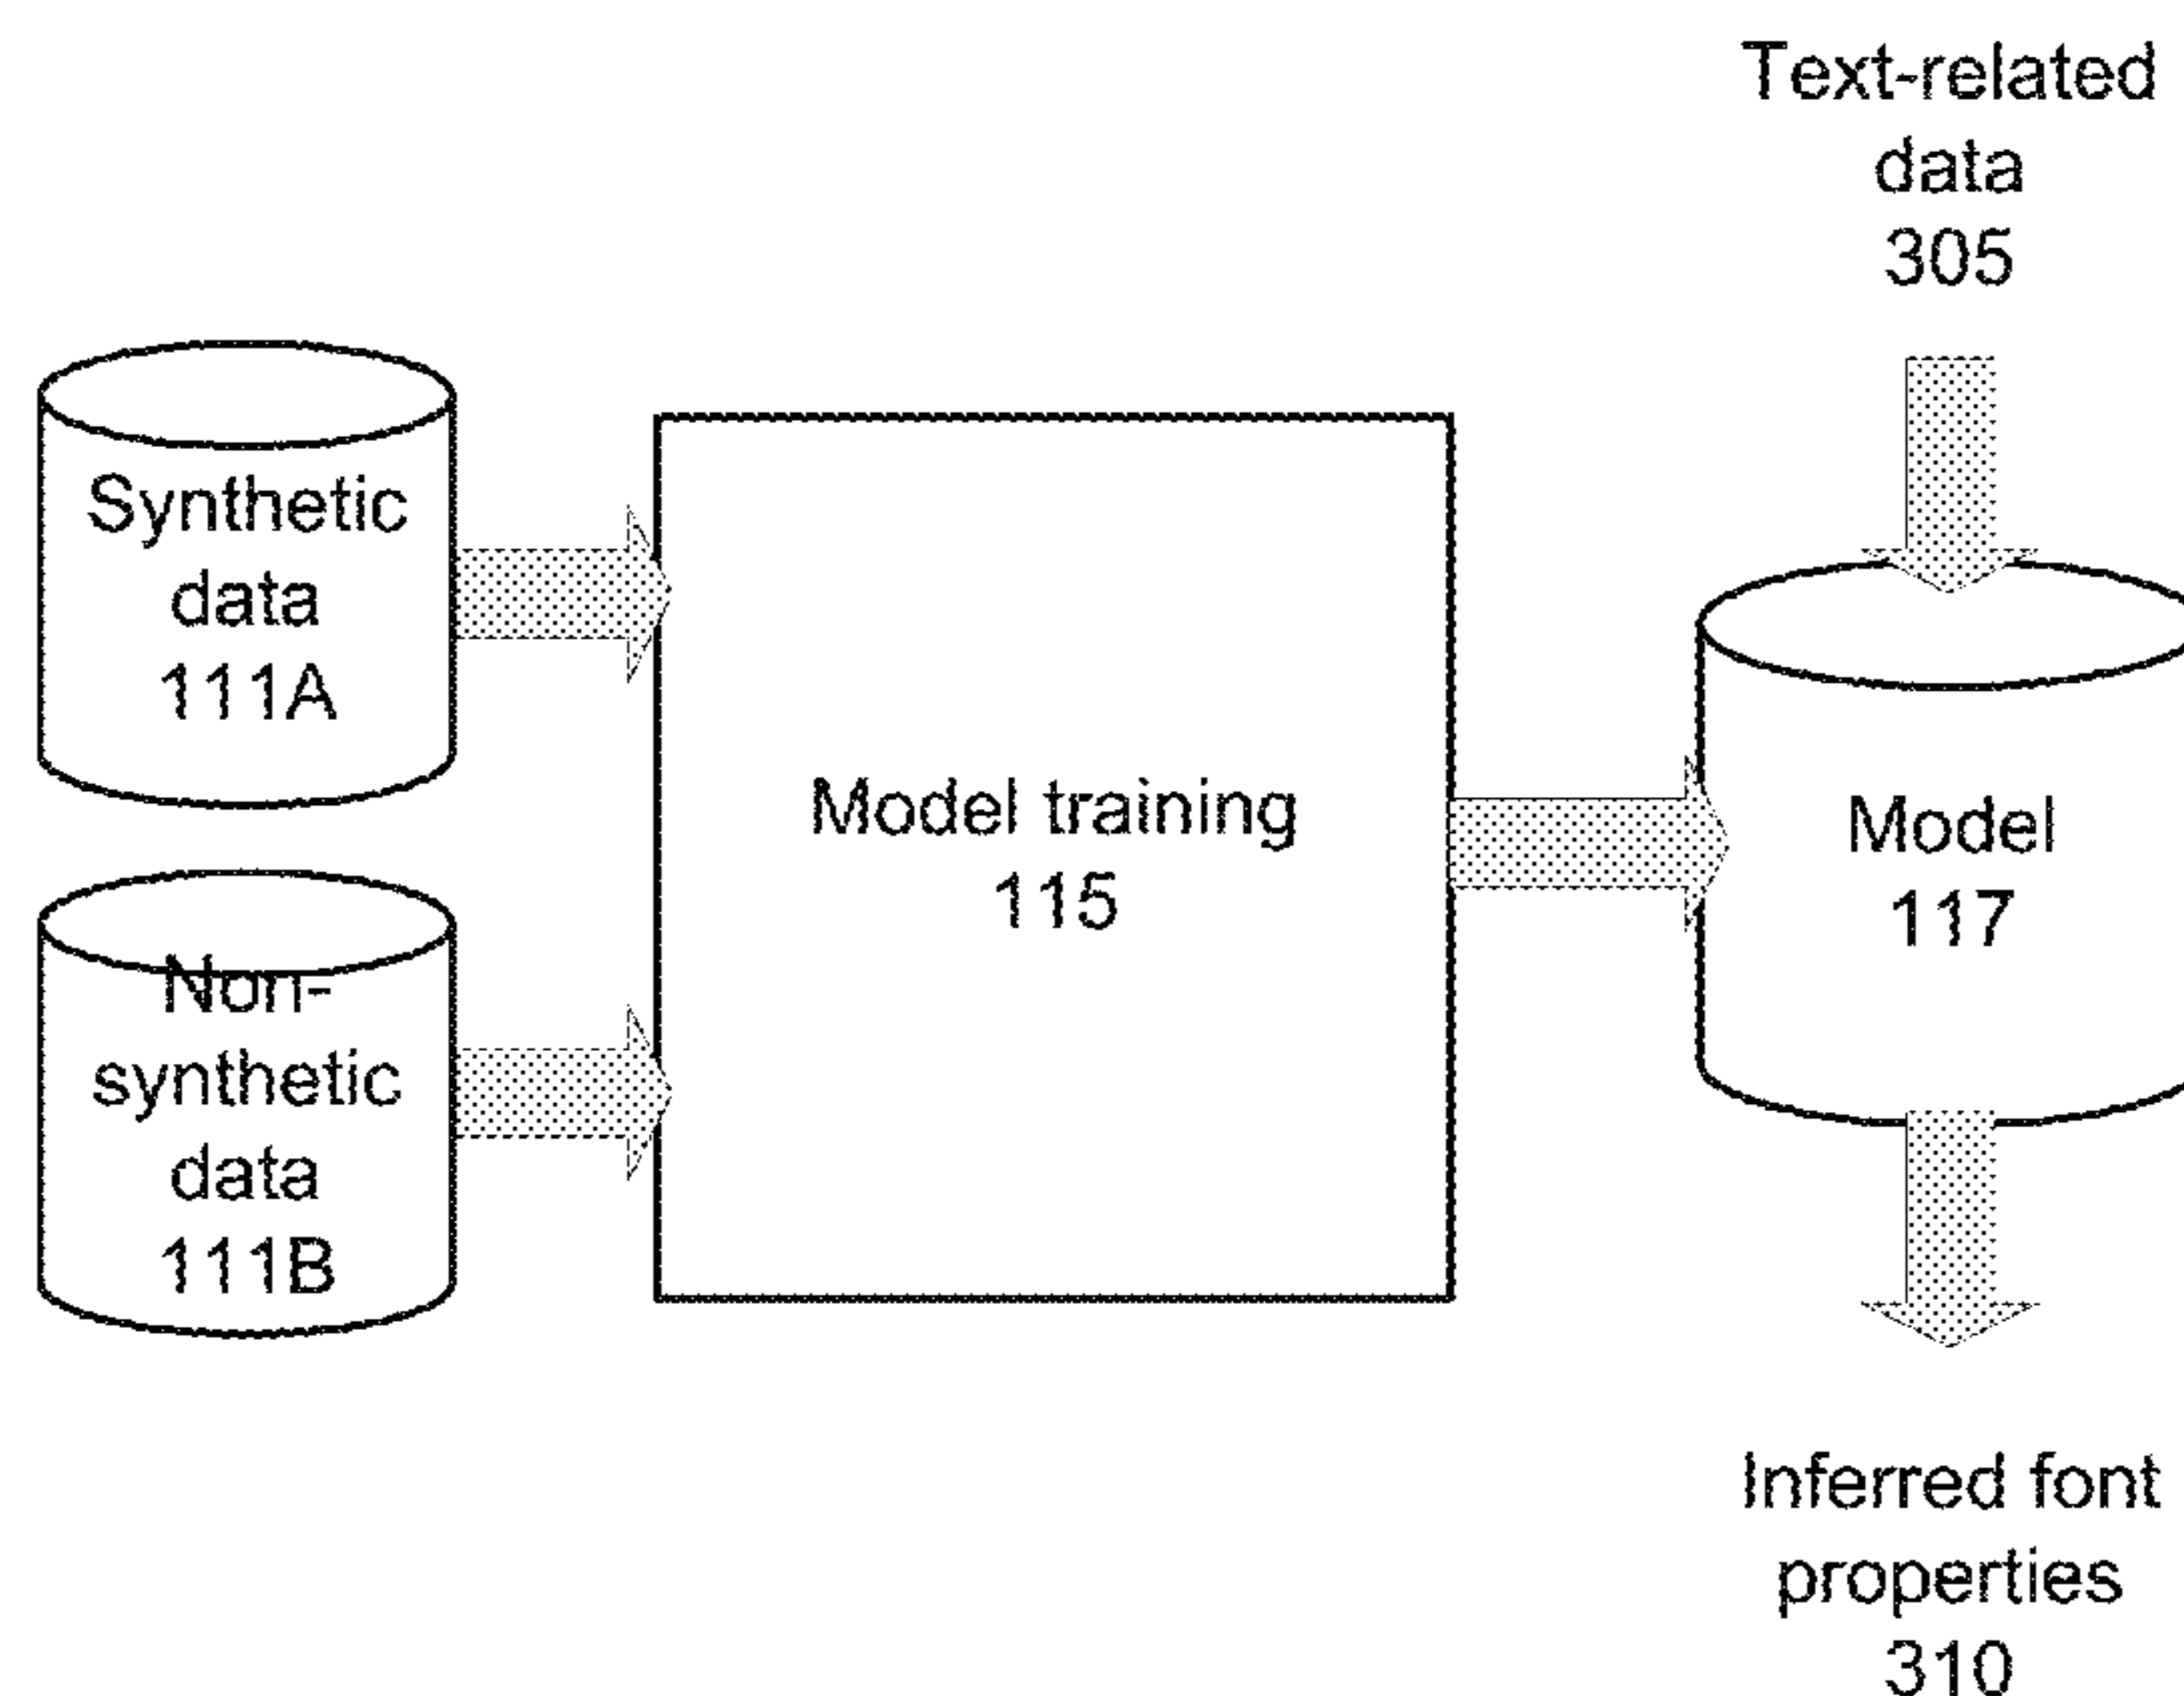 Text-related
data
305
Synthetic
data
111A
Model training
115
Model
117
Non-
synthetic
data
111B
Inferred font
properties
310